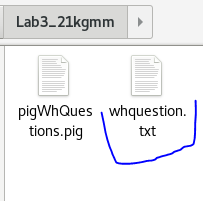 Lab3_21kgmm
pigWhQues
tions.pig
whquestion.
txt